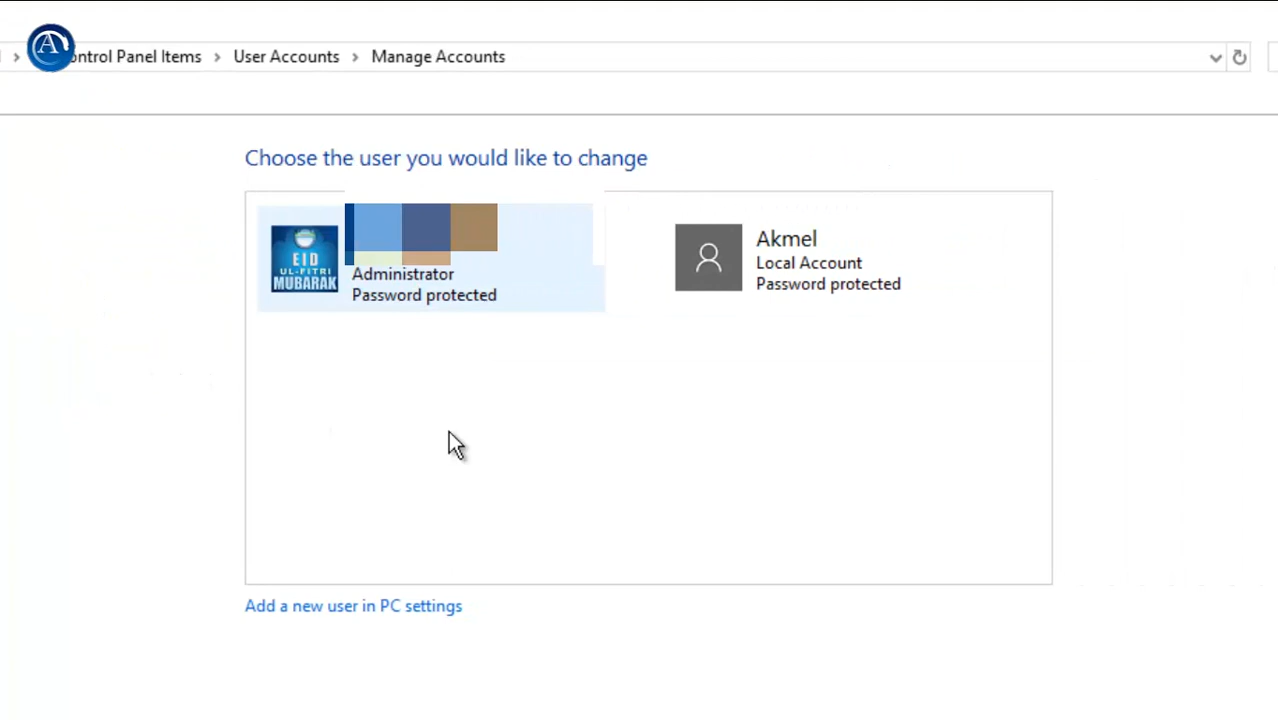 A
ontrol Panel Items > User Accounts > Manage Accounts
Choose the user you would like to change
EID
UL-FITRI
MUBARAK
Administrator
Password protected
Akmel
Local Account
Password protected
Add a new user in PC settings